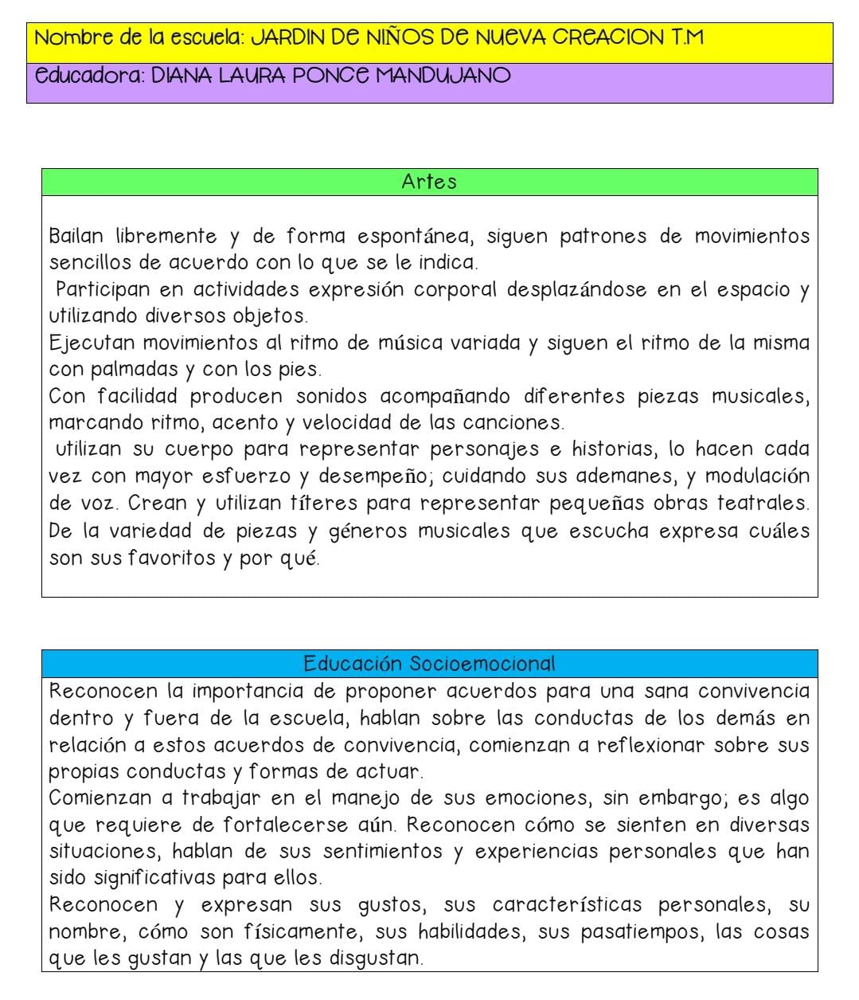 Nombre de la escuela: JARDIN DE NIÑOS DE NUEVA CREACION T.M
Educadora: DIANA LAURA PONCE MANDUJANO
Artes
Bailan libremente y de forma espontánea, siguen patrones de movimientos
sencillos de acuerdo con lo que se le indica.
Participan en actividades expresión corporal desplazándose en el espacio y
utilizando diversos objetos.
Ejecutan movimientos al ritmo de música variada y siguen el ritmo de la misma
con palmadas y con los pies.
Con facilidad producen sonidos acompañando diferentes piezas musicales,
marcando ritmo, acento y velocidad de las canciones.
utilizan su cuerpo para representar personajes e historias, lo hacen cada
vez con mayor esfuerzo y desempeño; cuidando sus ademanes, y modulación
de voz. Crean y utilizan títeres para representar pequeñas obras teatrales.
De la variedad de piezas y géneros musicales que escucha expresa cuáles
son sus favoritos y por qué.
Educación Socioemocional
Reconocen la importancia de proponer acuerdos para una sana convivencia
dentro y fuera de la escuela, hablan sobre las conductas de los demás en
relación a estos acuerdos de convivencia, comienzan a reflexionar sobre sus
propias conductas y formas de actuar.
Comienzan a trabajar en el manejo de sus emociones, sin embargo; es algo
que requiere de fortalecerse aún. Reconocen cómo se sienten en diversas
situaciones, hablan de sus sentimientos y experiencias personales que han
sido significativas para ellos.
Reconocen y expresan sus gustos, sus características personales, su
nombre, cómo son físicamente, sus habilidades, sus pasatiempos, las cosas
que les gustan y las que les disgustan.